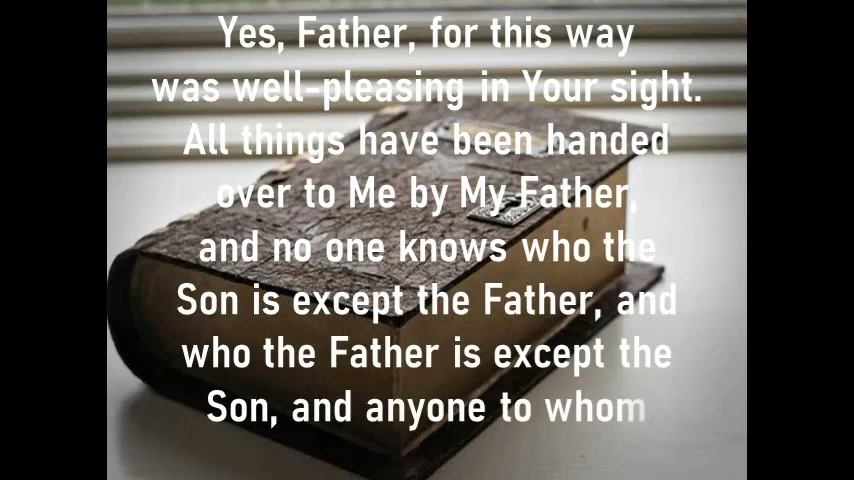 Yes, Father, for this way
was well-pleasing in Your sight.
All things have been handed
over to Me by My Father,
and no one knows who the
Son is except the Father, and
who the Father is except the
Son, and anyone to whom